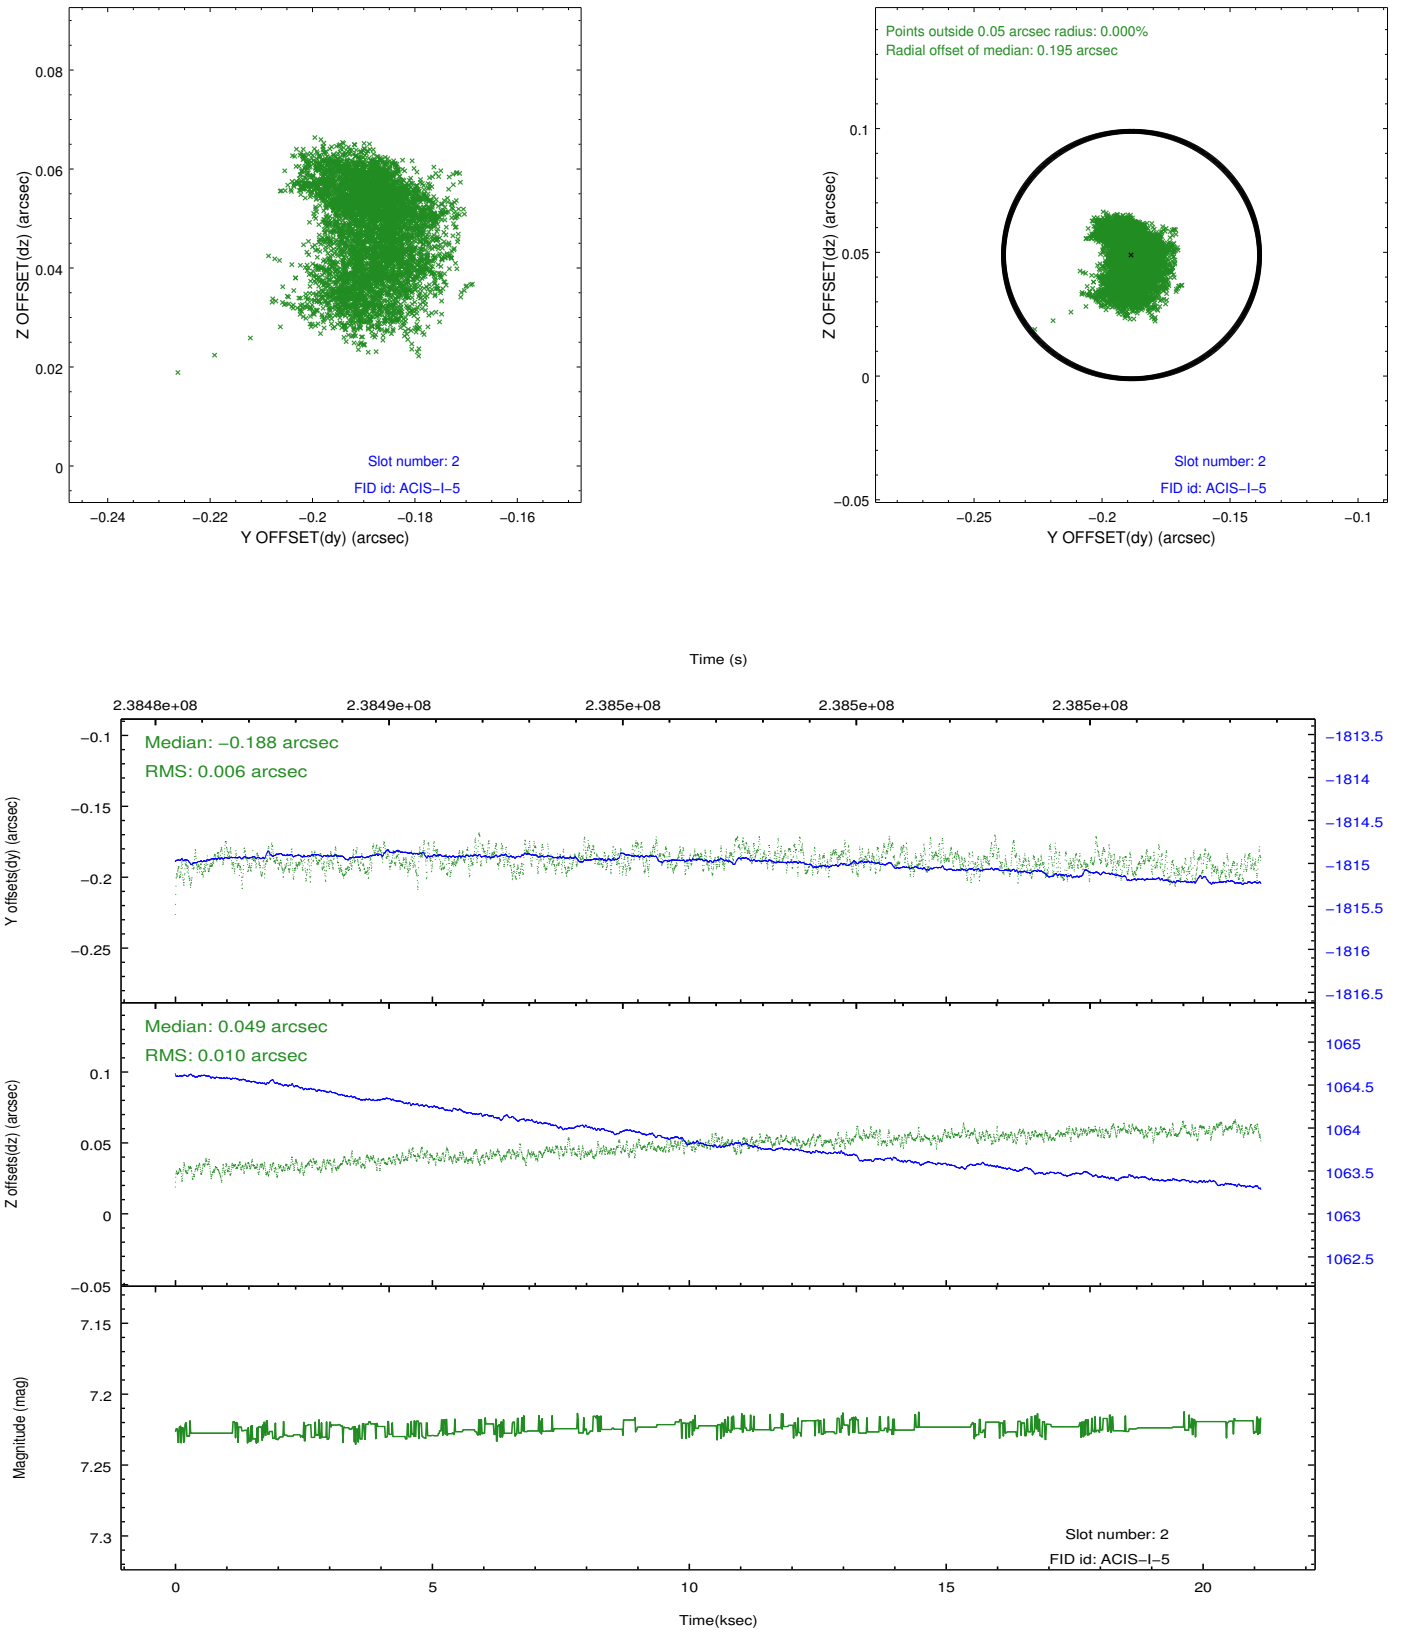 0.08
0.06
0.04
0.02
0
Z OFFSET(dz) (arcsec)
Slot number: 2
FID id: ACIS−I−5
−0.24
−0.22
−0.2
−0.18
−0.16
Y OFFSET(dy) (arcsec)
Points outside 0.05 arcsec radius: 0.000%
Radial offset of median: 0.195 arcsec
0.1
0.05
0
−0.05
Z OFFSET(dz) (arcsec)
Slot number: 2
FID id: ACIS−I−5
−0.25
−0.2
−0.15
−0.1
Y OFFSET(dy) (arcsec)
Time (s)
2.3848e+08
2.3849e+08
2.385e+08
2.385e+08
2.385e+08
Median: −0.188 arcsec
RMS: 0.006 arcsec
−0.1
−0.15
−0.2
−0.25
Y offsets(dy) (arcsec)
−1813.5
−1814
−1814.5
−1815
−1815.5
−1816
−1816.5
Median: 0.049 arcsec
RMS: 0.010 arcsec
0.1
0.05
0
−0.05
Z offsets(dz) (arcsec)
1065
1064.5
1064
1063.5
1063
1062.5
7.15
7.2
7.25
7.3
Magnitude (mag)
Slot number: 2
FID id: ACIS−I−5
0
5
10
15
20
Time(ksec)